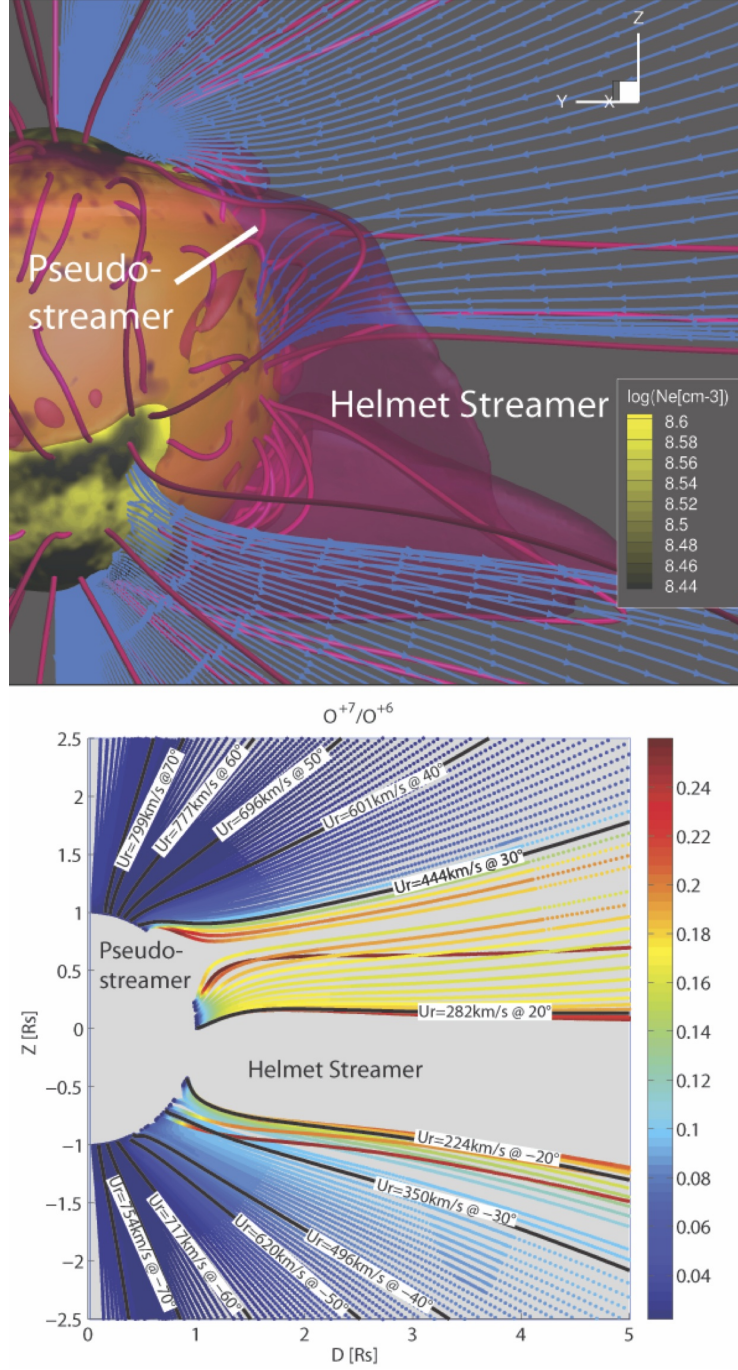 Z
Y
X
Pseudo-
streamer
Helmet Streamer
log(Ne[cm-3])
8.6
8.58
8.56
8.54
8.52
8.5
8.48
8.46
8.44
O+7/O+6
2.5
2
1.5
1
0.5
0
−0.5
−1
−1.5
−2
−2.5
Z [Rs]
Ur=799km/s @70°
Ur=777km/s @ 60°
Ur=696km/s @ 50°
Ur=601km/s @ 40°
Ur=444km/s @ 30°
Pseudo-
streamer
Ur=282km/s @ 20°
Helmet Streamer
Ur=224km/s @ −20°
Ur=350km/s @ −30°
Ur=496km/s @ −40°
Ur=620km/s @ −50°
Ur=717km/s @ −60°
Ur=754km/s @ −70°
0
1
2
3
4
5
D [Rs]
0.24
0.22
0.2
0.18
0.16
0.14
0.12
0.1
0.08
0.06
0.04